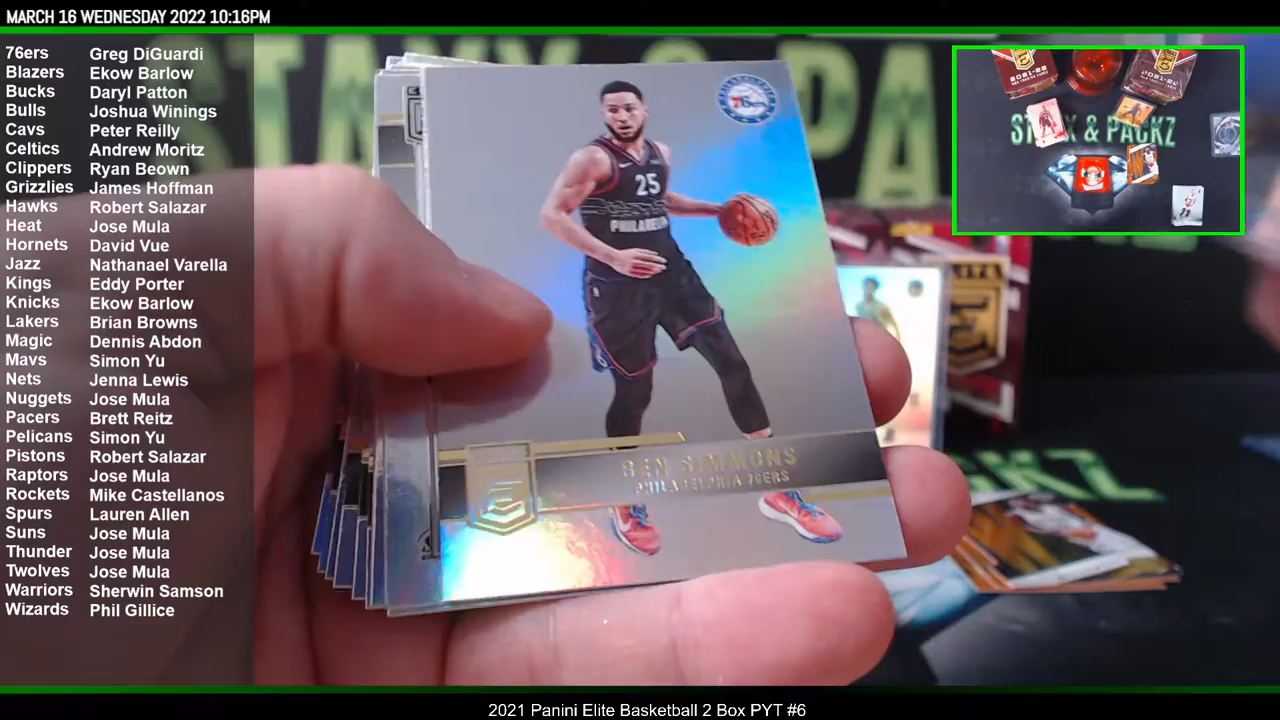 MARCH 16 WEDNESDAY 2022 10:16PM
76ers Greg DiGuardi
Blazers Ekow Barlow
Bucks Daryl Patton
Bulls Joshua Winings
Cavs Peter Reilly
Celtics Andrew Moritz
Clippers Ryan Beown
Grizzlies James Hoffman
Hawks Robert Salazar
Heat Jose Mula
Hornets David Vue
Jazz Nathanael Varella
Kings Eddy Porter
Knicks Ekow Barlow
Lakers Brian Browns
Magic Dennis Abdon
Mavs Simon Yu
Nets Jenna Lewis
Nuggets Jose Mula
Pacers Brett Reitz
Pelicans Simon Yu
Pistons Robert Salazar
Raptors Jose Mula
Rockets Mike Castellanos
Spurs Lauren Allen
Suns Jose Mula
Thunder Jose Mula
Twolves Jose Mula
Warriors Sherwin Samson
Wizards Phil Gillice
76ers
25
PHILADELPHIA
BEN SIMMONS
PHILADELPHIA 76ERS
2021-22
& PACKZ
2021 Panini Elite Basketball 2 Box PYT #6